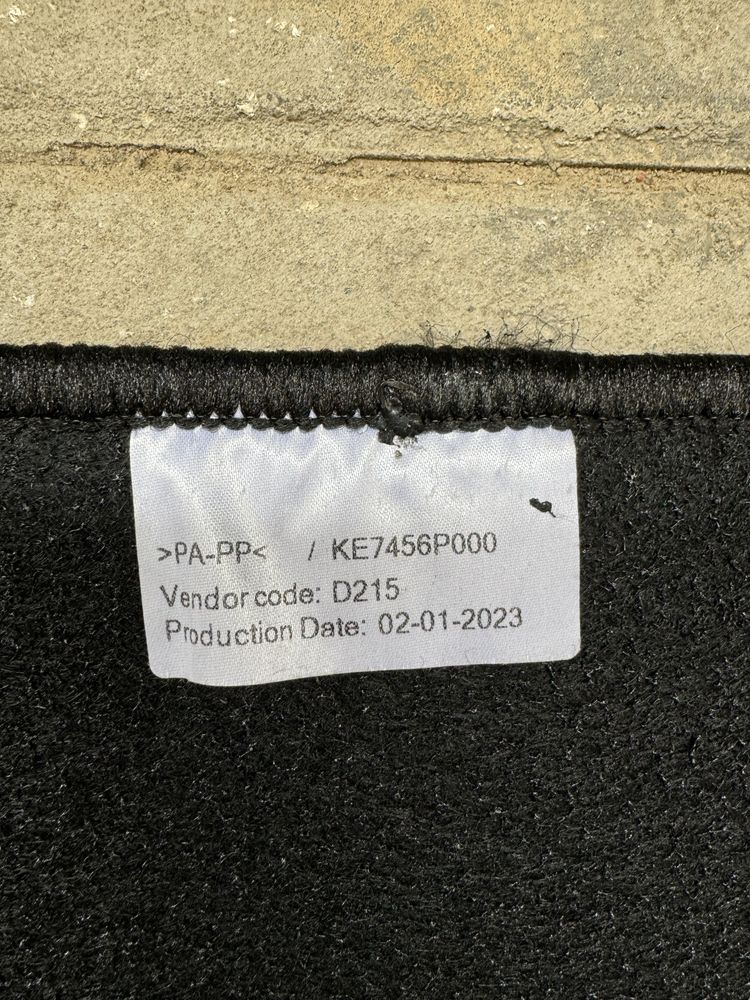 >PA-PP< / KE7456P000
Vendor code: D215
Production Date: 02-01-2023